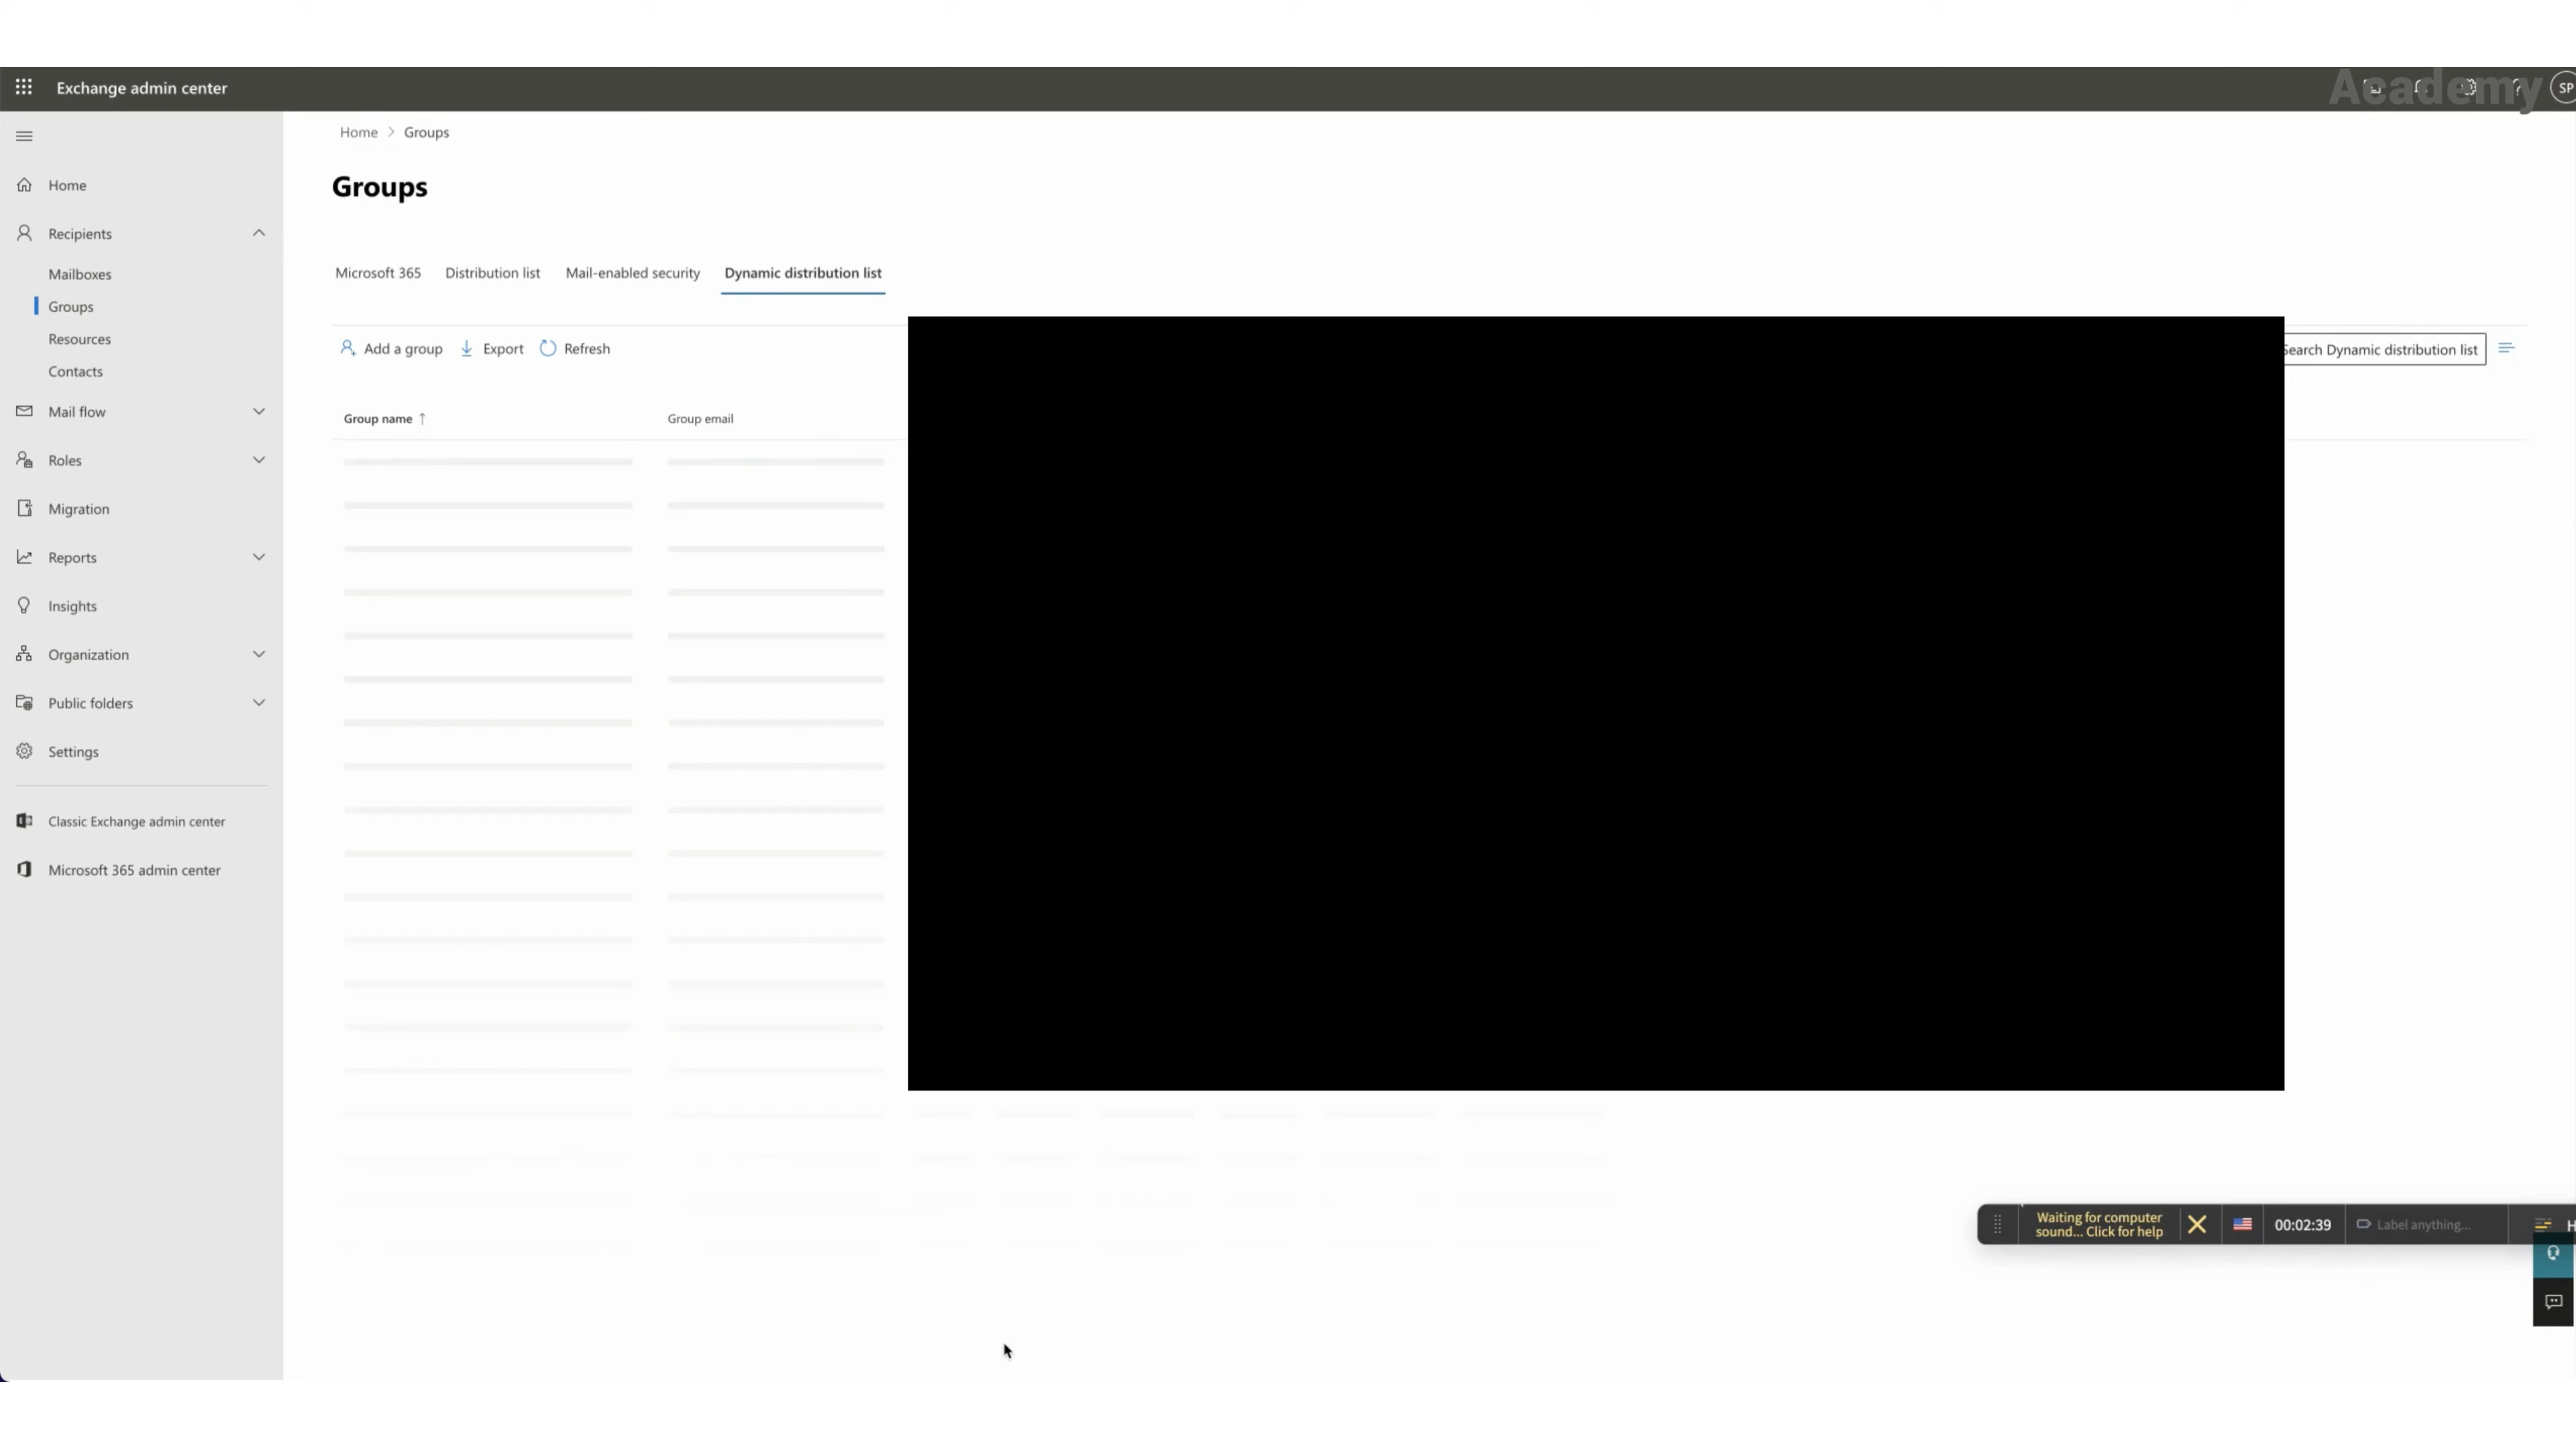 Exchange admin center
Academy
SP
Home > Groups
Home
Groups
Recipients
Mailboxes
Groups
Resources
Contacts
Mail flow
Roles
Migration
Reports
Insights
Organization
Public folders
Settings
Classic Exchange admin center
Microsoft 365 admin center
Microsoft 365 Distribution list Mail-enabled security Dynamic distribution list
Add a group Export Refresh
Search Dynamic distribution list
Group name ↑ Group email
Waiting for computer
sound... Click for help
00:02:39
Label anything...
H